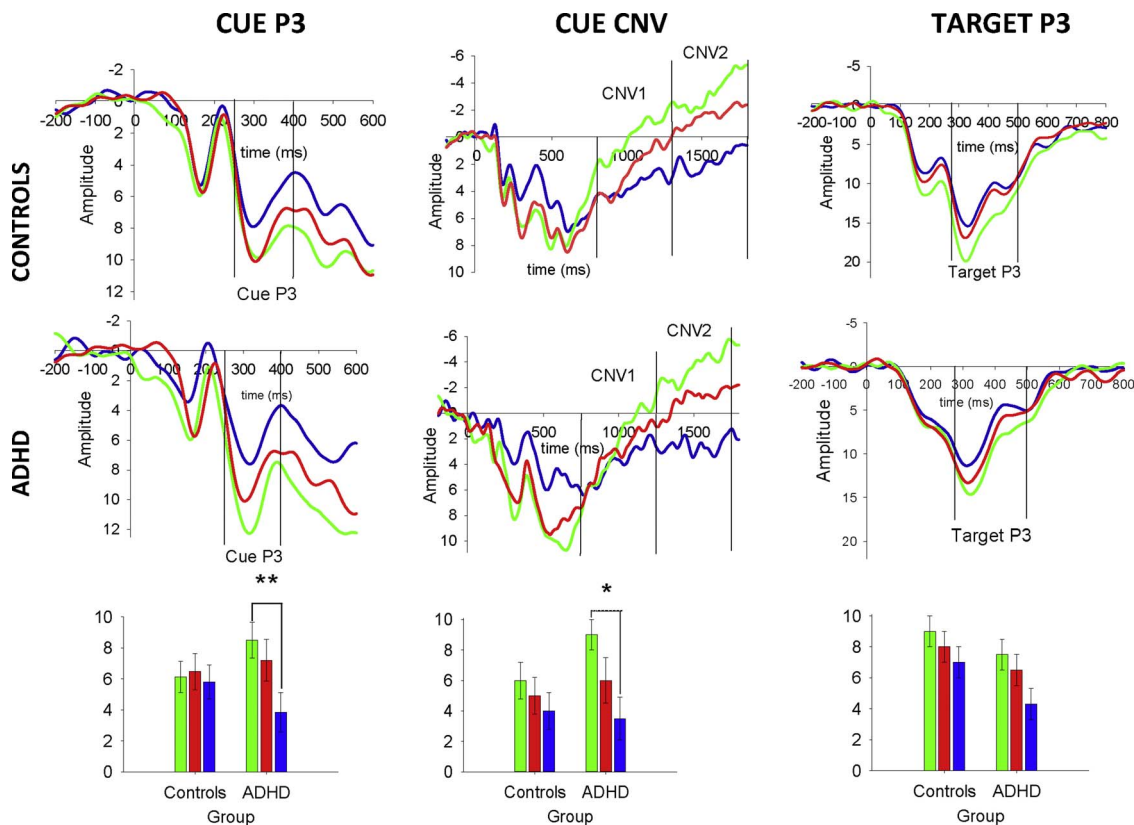 CUE P3
CUE CNV
TARGET P3
CONTROLS
Amplitude
-2
0
2
4
6
8
10
12
-200 -100 0 100 200 300 400 500 600
time (ms)
Cue P3
Amplitude
-6
-4
-2
0
2
4
6
8
10
0 500 1000 1500
time (ms)
CNV1
CNV2
Amplitude
-5
0
5
10
15
20
-200 -100 0 100 200 300 400 500 600 700 800
time (ms)
Target P3
ADHD
Amplitude
-2
0
2
4
6
8
10
12
-200 -100 0 100 200 300 400 500 600
time (ms)
Cue P3
Amplitude
-6
-4
-2
0
2
4
6
8
10
500 1000 1500
time (ms)
CNV1
CNV2
Amplitude
-5
0
5
10
15
20
-200 -100 0 100 200 300 400 500 600 700 800
time (ms)
Target P3
**
10
8
6
4
2
0
Controls ADHD
Group
*
10
8
6
4
2
0
Controls ADHD
Group
10
8
6
4
2
0
Controls ADHD
Group